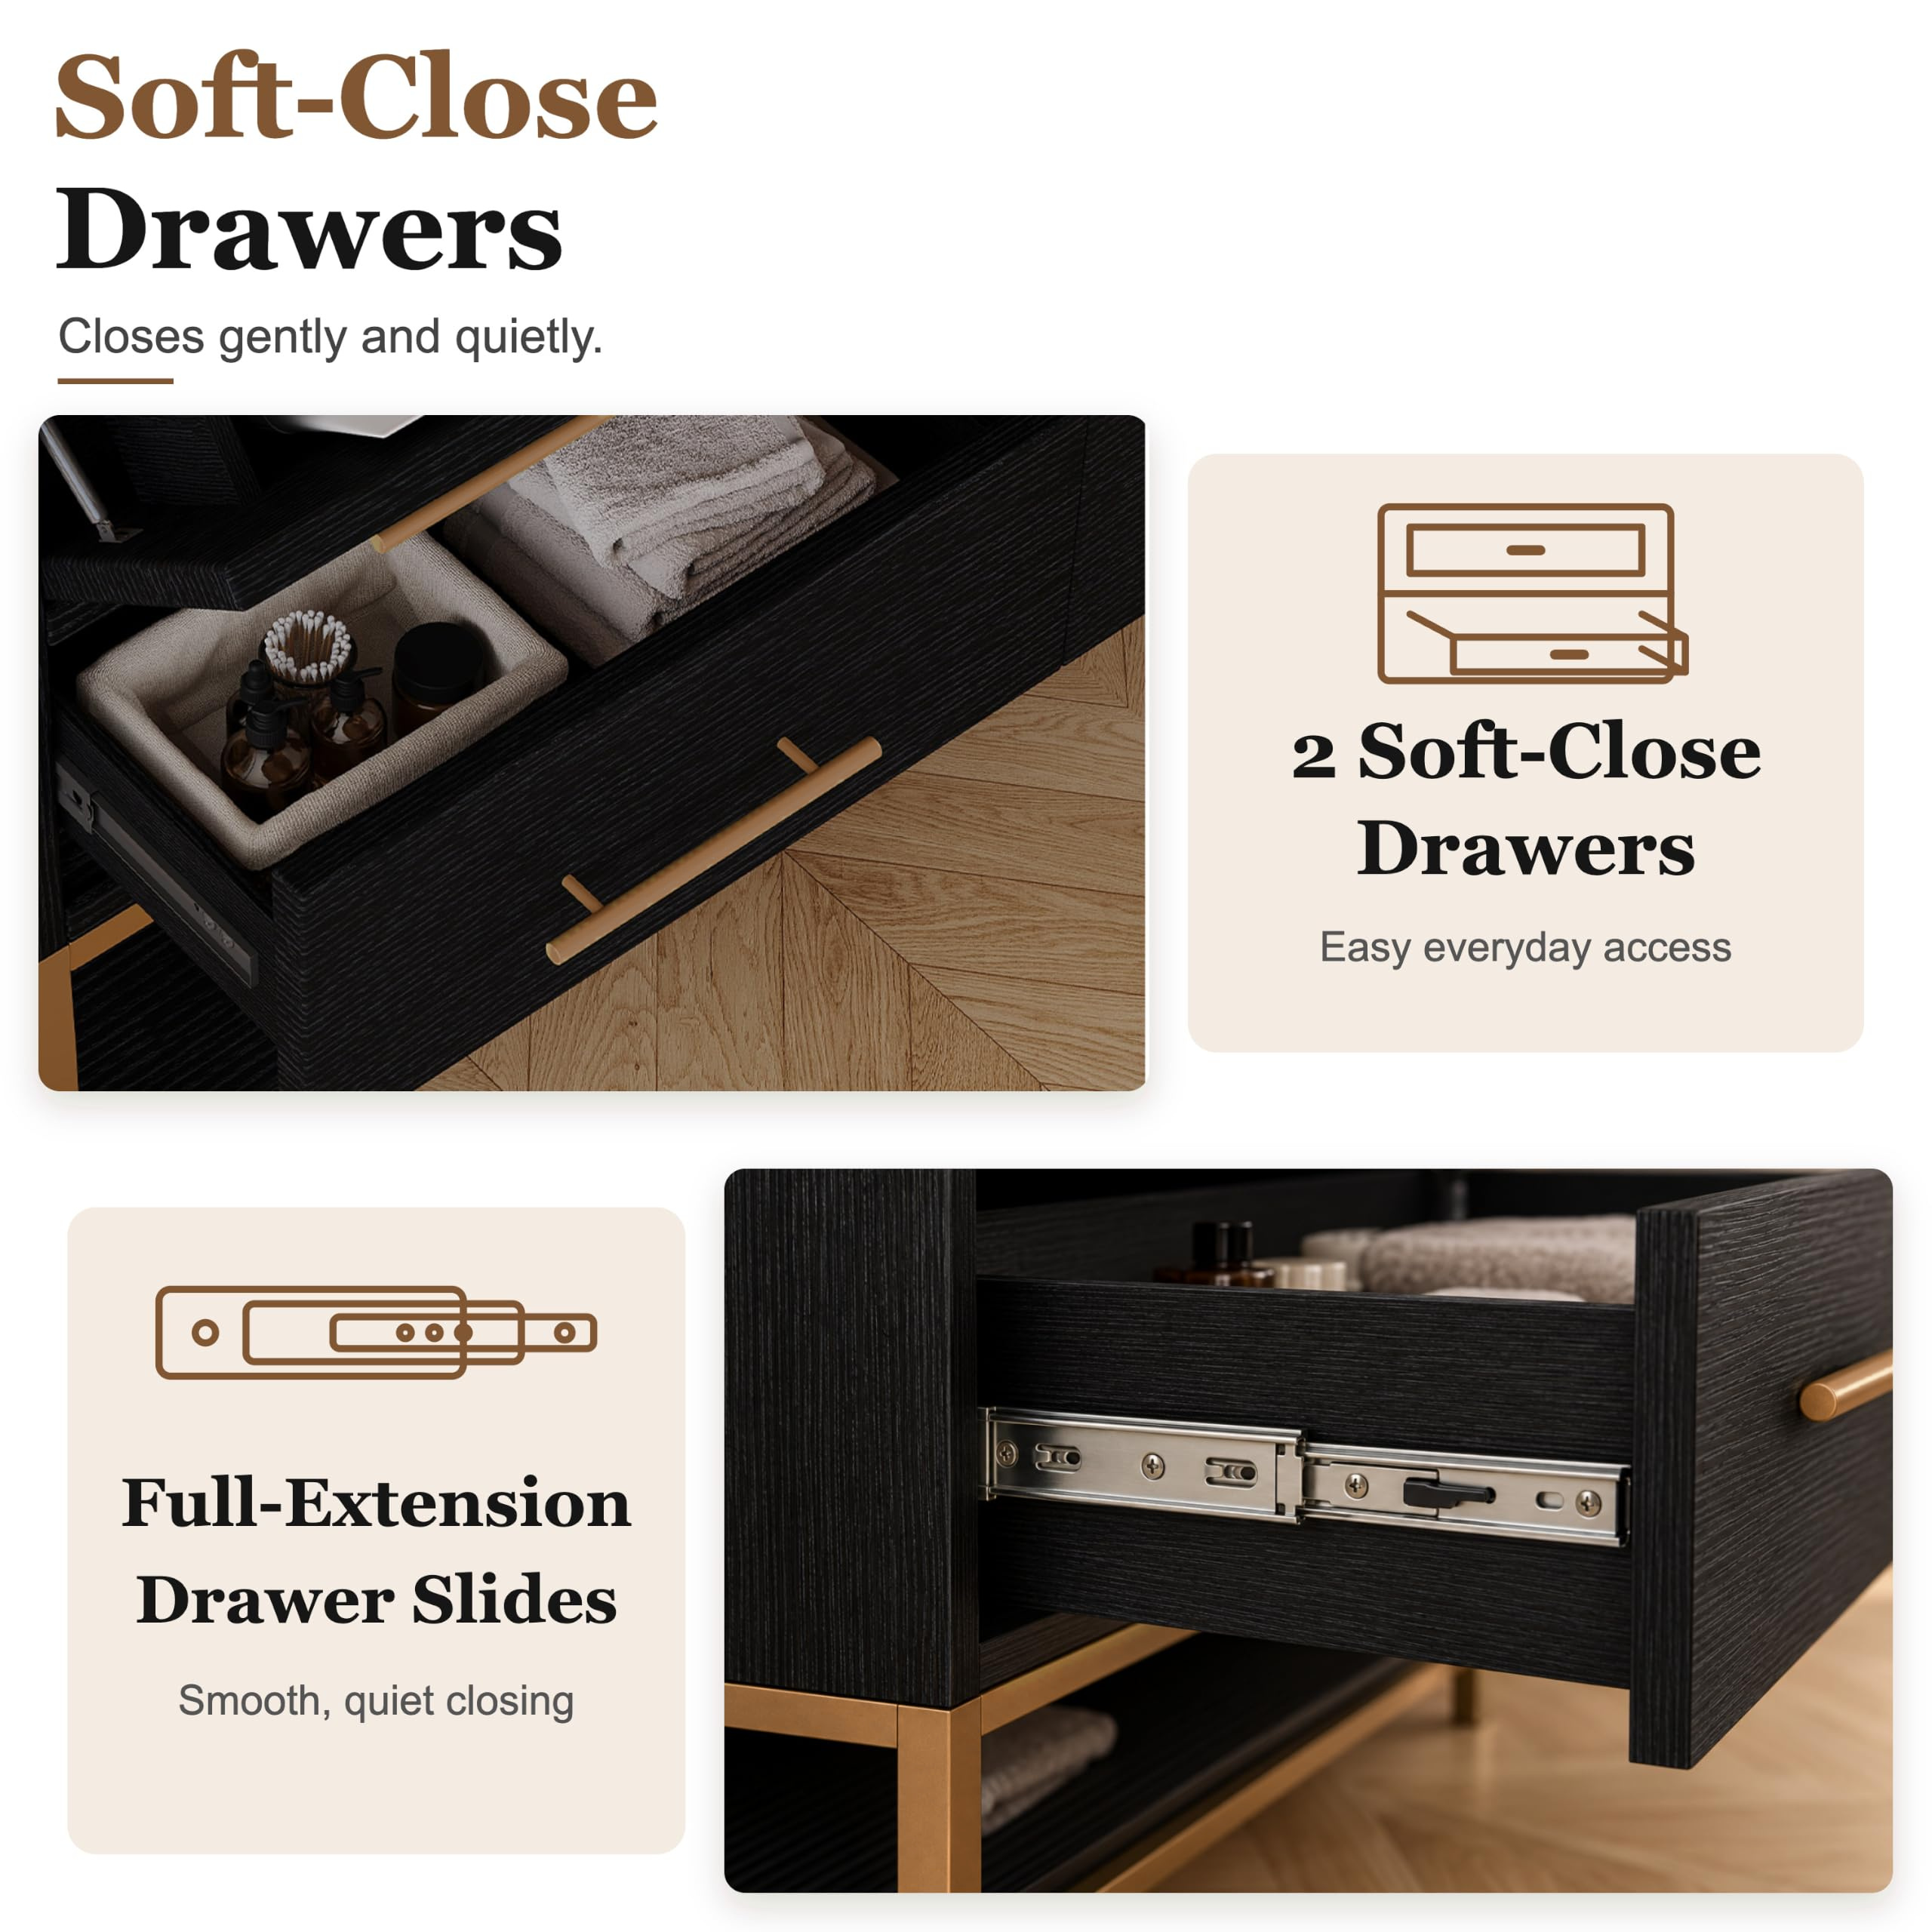 Soft-Close
Drawers
Closes gently and quietly.
2 Soft-Close
Drawers
Easy everyday access
Full-Extension
Drawer Slides
Smooth, quiet closing